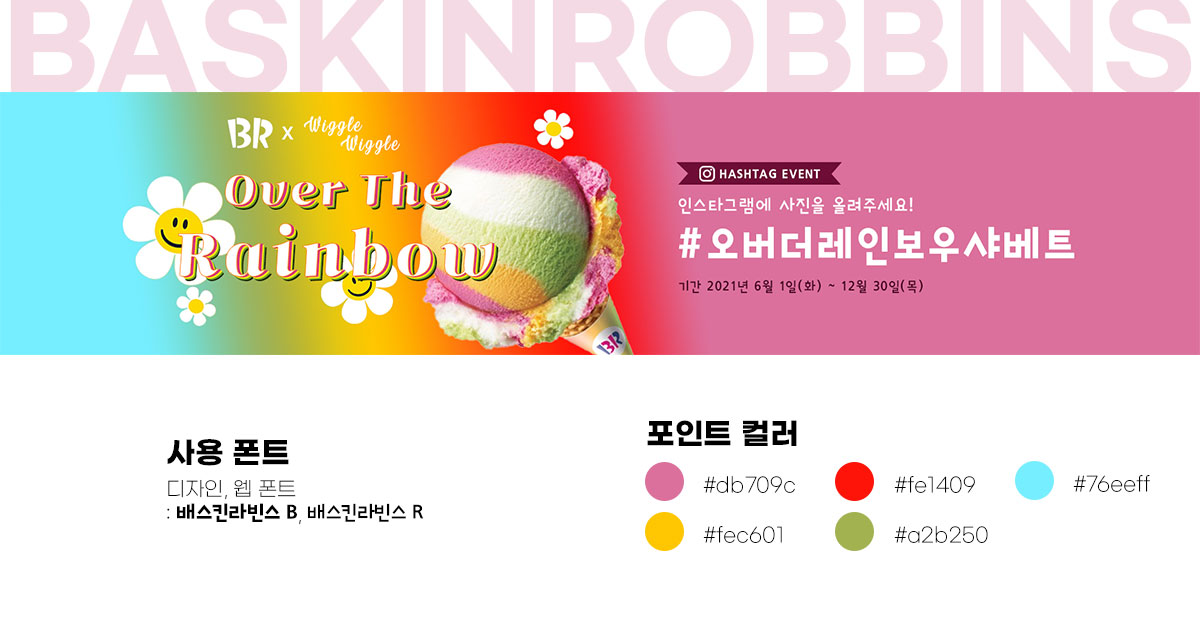 BASKINROBBINS
BR x Wiggle Wiggle
Over The
Rainbow
BR
HASHTAG EVENT
인스타그램에 사진을 올려주세요!
#오버더레인보우샤베트
기간 2021년 6월 1일(화) ~ 12월 30일(목)
사용 폰트
디자인, 웹 폰트
: 배스킨라빈스 B, 배스킨라빈스 R
포인트 컬러
#db709c
#fe1409
#76eeff
#fec601
#a2b250